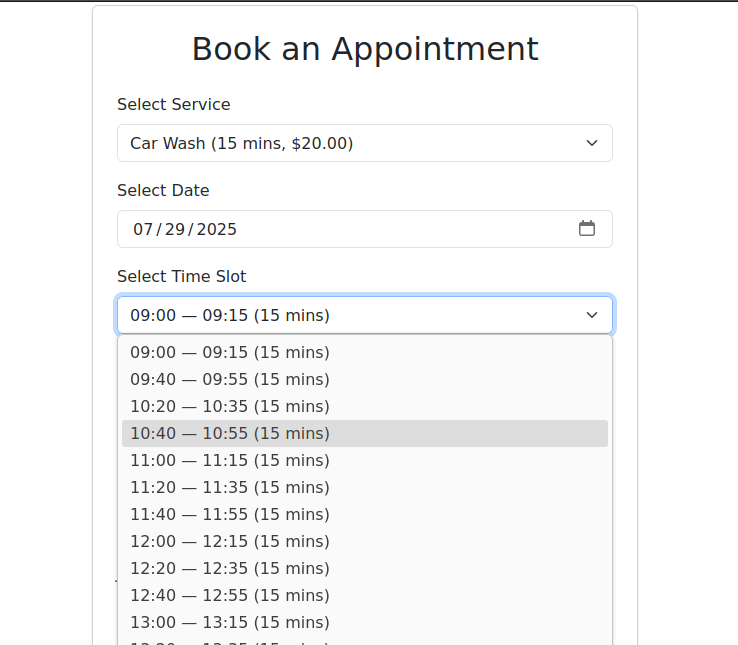 Book an Appointment
Select Service
Car Wash (15 mins, $20.00)
Select Date
07/29/2025
Select Time Slot
09:00 — 09:15 (15 mins)
09:00 — 09:15 (15 mins)
09:40 — 09:55 (15 mins)
10:20 — 10:35 (15 mins)
10:40 — 10:55 (15 mins)
11:00 — 11:15 (15 mins)
11:20 — 11:35 (15 mins)
11:40 — 11:55 (15 mins)
12:00 — 12:15 (15 mins)
12:20 — 12:35 (15 mins)
12:40 — 12:55 (15 mins)
13:00 — 13:15 (15 mins)